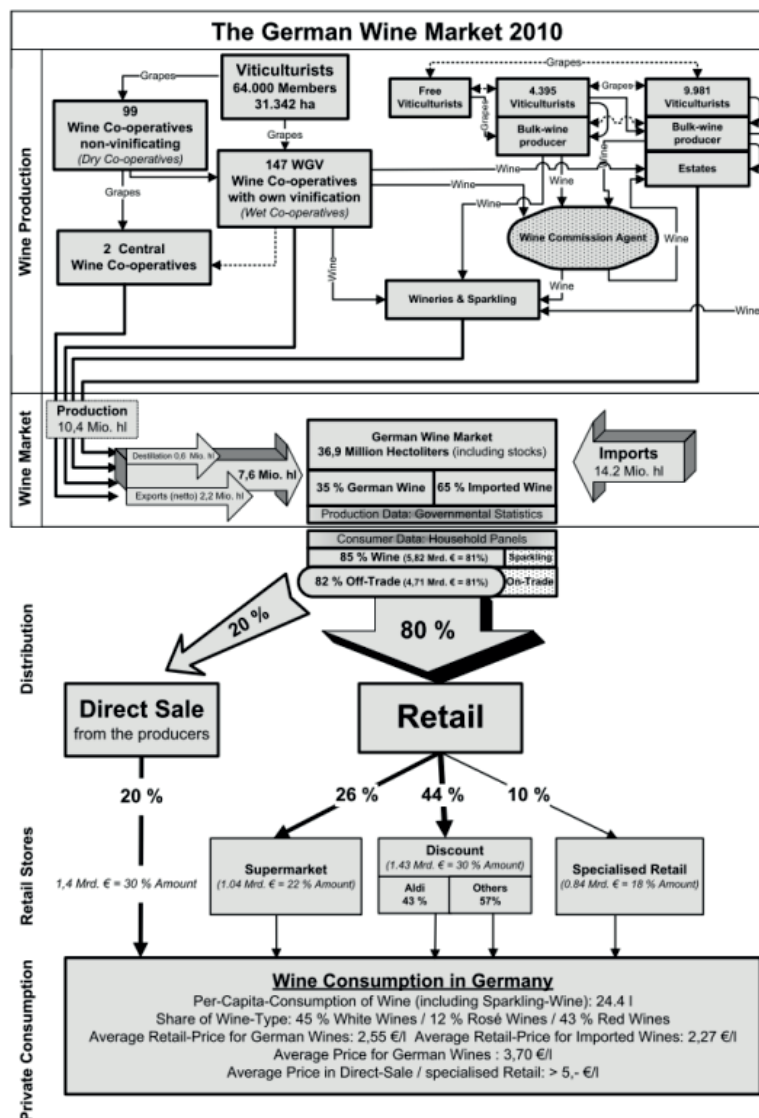 The German Wine Market 2010
Wine Production
Viticulturists
64.000 Members
31.342 ha
Grapes
Grapes
99
Wine Co-operatives
non-vinificating
(Dry Co-operatives)
Grapes
147 WGV
Wine Co-operatives
with own vinification
(Wet Co-operatives)
2 Central
Wine Co-operatives
Grapes
Free
Viticulturists
Grapes
4.395
Viticulturists
Bulk-wine
producer
Grapes
9.981
Viticulturists
Bulk-wine
producer
Estates
Wine
Wine
Wine
Wine
Wine
Wine Commission Agent
Wine
Wine
Wine
Wineries & Sparkling
Wine
Wine Market
Production
10,4 Mio. hl
Destillation 0,6 Mio. hl
7,6 Mio. hl
Exports (netto) 2,2 Mio. hl
German Wine Market
36,9 Million Hectoliters (including stocks)
35 % German Wine
65 % Imported Wine
Production Data: Governmental Statistics
Imports
14.2 Mio. hl
Consumer Data: Household Panels
85 % Wine (5,82 Mrd. € = 81%)
Sparkling
82 % Off-Trade (4,71 Mrd. € = 81%)
On-Trade
Distribution
20 %
80 %
Direct Sale
from the producers
Retail
20 %
26 %
44 %
10 %
Retail Stores
1,4 Mrd. € = 30 % Amount
Supermarket
(1.04 Mrd. € = 22 % Amount)
Discount
(1.43 Mrd. € = 30 % Amount)
Aldi
43 %
Others
57%
Specialised Retail
(0.84 Mrd. € = 18 % Amount)
Private Consumption
Wine Consumption in Germany
Per-Capita-Consumption of Wine (including Sparkling-Wine): 24.4 l
Share of Wine-Type: 45 % White Wines / 12 % Rosé Wines / 43 % Red Wines
Average Retail-Price for German Wines: 2,55 €/l Average Retail-Price for Imported Wines: 2,27 €/l
Average Price for German Wines : 3,70 €/l
Average Price in Direct-Sale / specialised Retail: > 5,- €/l